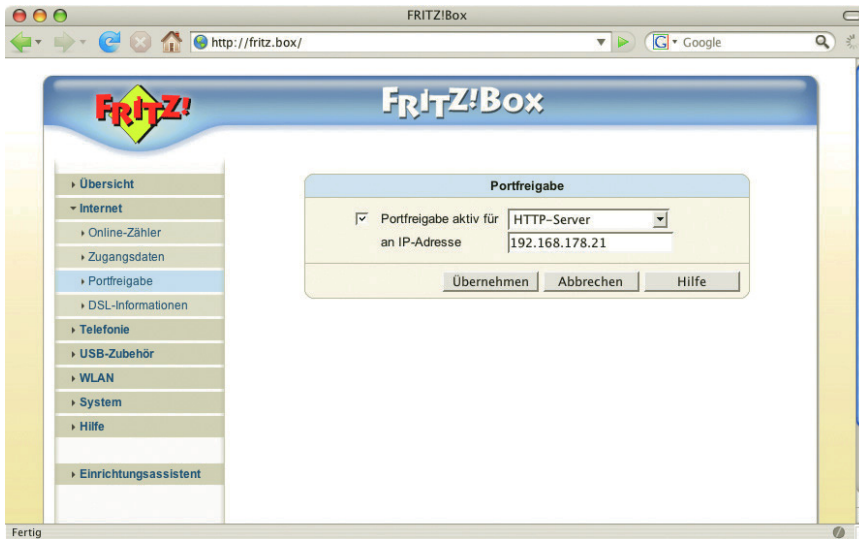 FRITZ!Box
http://fritz.box/
G Google
FRITZ!
FRITZ!Box
Übersicht
Internet
Online-Zähler
Zugangsdaten
Portfreigabe
DSL-Informationen
Telefonie
USB-Zubehör
WLAN
System
Hilfe
Einrichtungsassistent
Portfreigabe
Portfreigabe aktiv für HTTP-Server
an IP-Adresse 192.168.178.21
Übernehmen Abbrechen Hilfe
Fertig